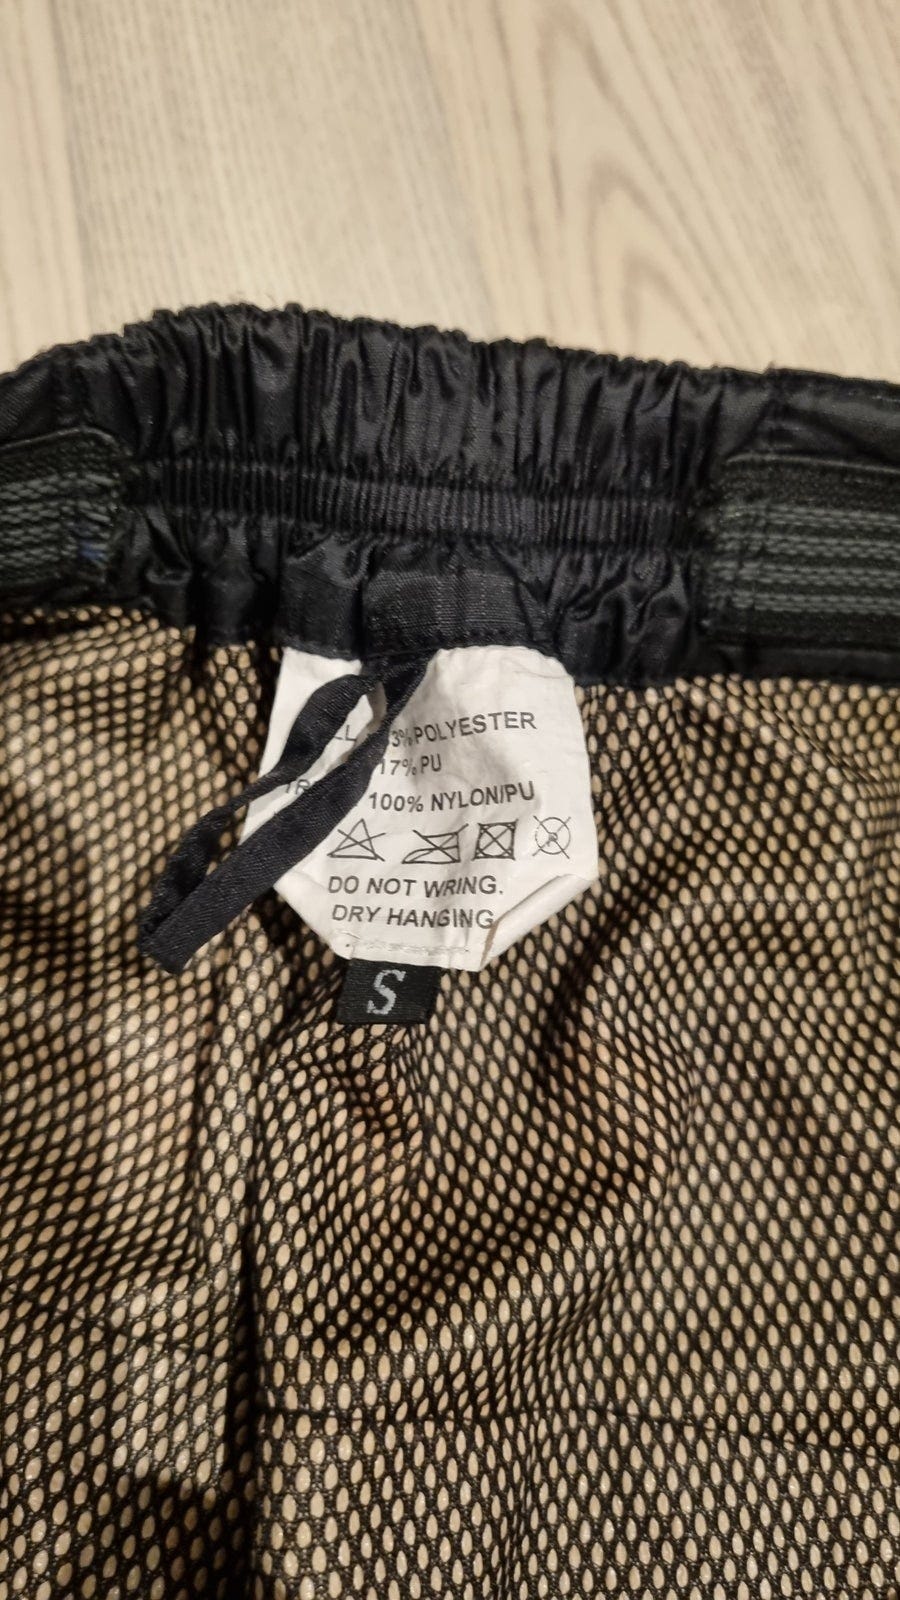 3% POLYESTER
17% PU
100% NYLON/PU
DO NOT WRING.
DRY HANGING
S